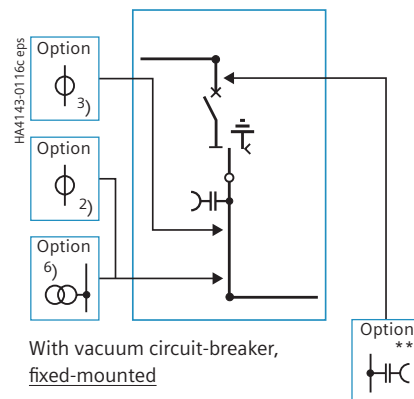 HA4143-0116c eps
Option
3)
Option
2)
Option
6)
Option
**
With vacuum circuit-breaker,
fixed-mounted